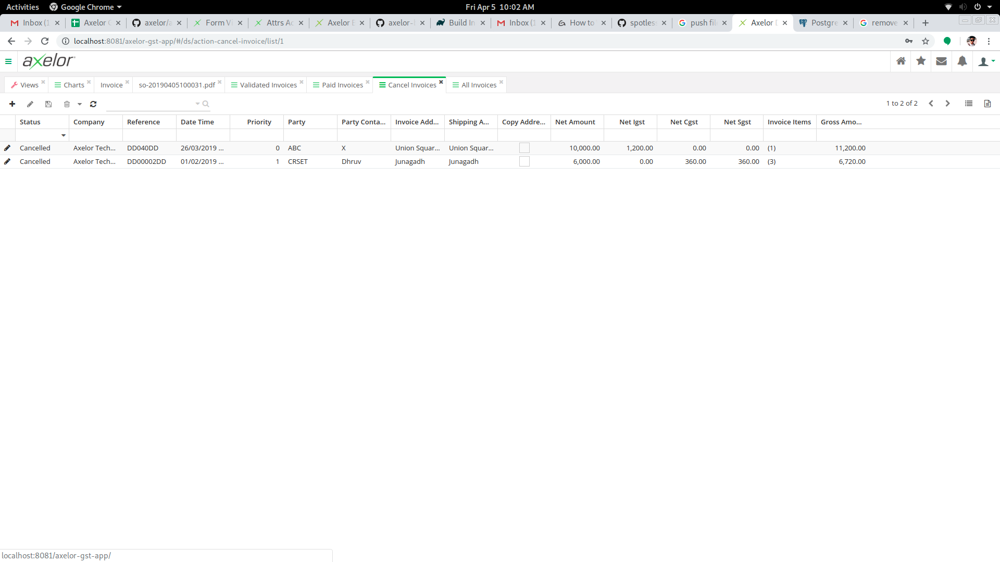 Activities Google Chrome Fri Apr 5 10:02 AM
Inbox (1 Axelor G axelor/a Form Vi Attrs Ac Axelor E axelor- Build In Inbox (1 How to spotles push fil Axelor D Postgre remove
localhost:8081/axelor-gst-app/#/ds/action-cancel-invoice/list/1
axelor
Views Charts Invoice so-20190405100031.pdf Validated Invoices Paid Invoices Cancel Invoices All Invoices
1 to 2 of 2
Status Company Reference Date Time Priority Party Party Conta... Invoice Add... Shipping A... Copy Addre... Net Amount Net Igst Net Cgst Net Sgst Invoice Items Gross Amo...
Cancelled Axelor Tech... DD040DD 26/03/2019 ... 0 ABC X Union Squar... Union Squar... 10,000.00 1,200.00 0.00 0.00 (1) 11,200.00
Cancelled Axelor Tech... DD00002DD 01/02/2019 ... 1 CRSET Dhruv Junagadh Junagadh 6,000.00 0.00 360.00 360.00 (3) 6,720.00
localhost:8081/axelor-gst-app/